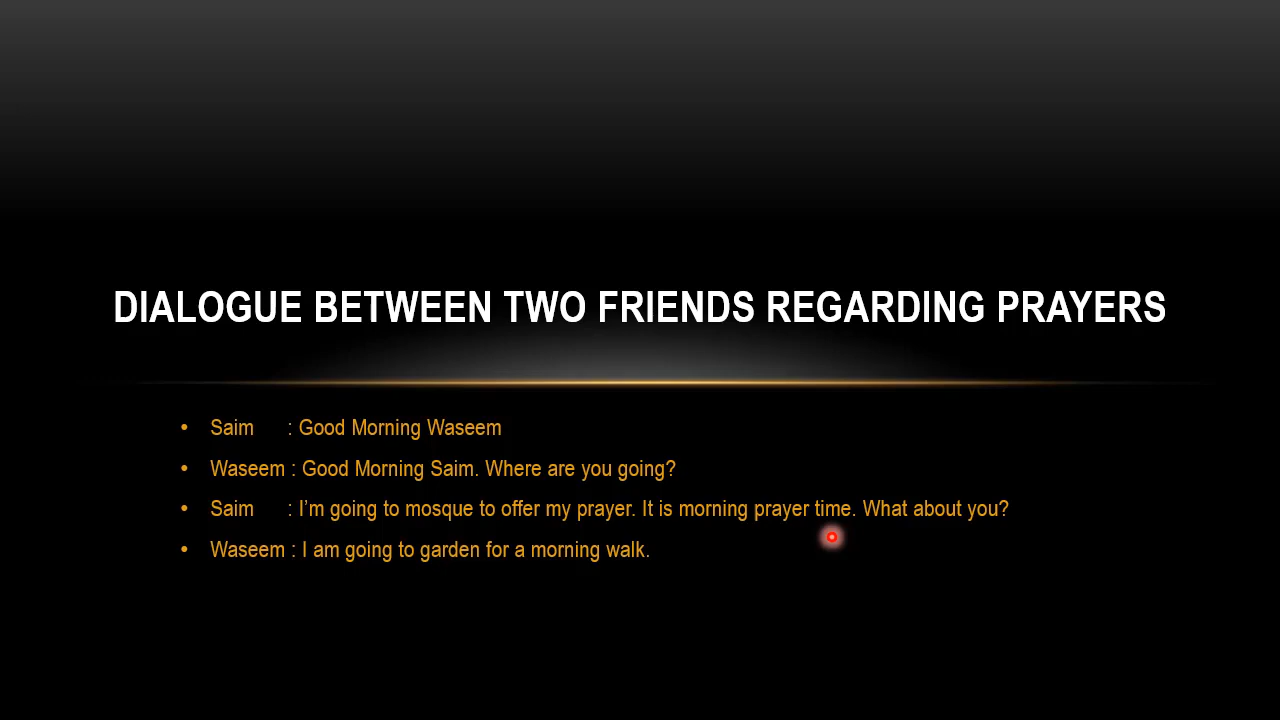 DIALOGUE BETWEEN TWO FRIENDS REGARDING PRAYERS
• Saim : Good Morning Waseem
• Waseem : Good Morning Saim. Where are you going?
• Saim : I’m going to mosque to offer my prayer. It is morning prayer time. What about you?
• Waseem : I am going to garden for a morning walk.